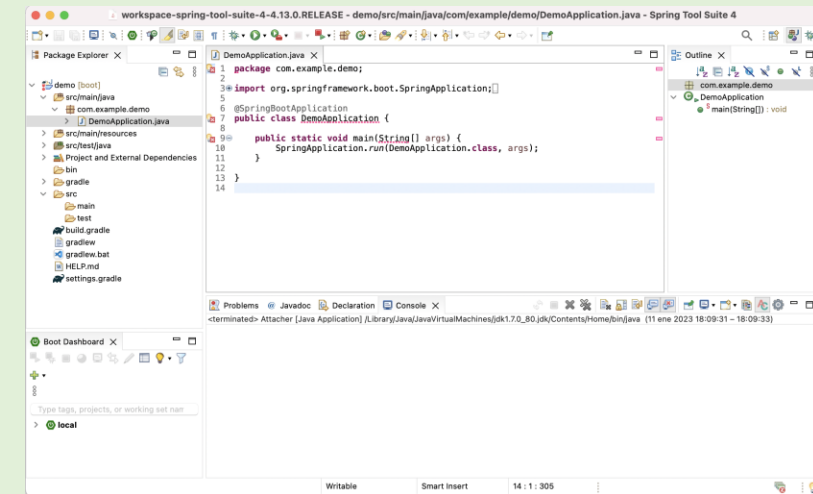 workspace-spring-tool-suite-4-4.13.0.RELEASE - demo/src/main/java/com/example/demo/DemoApplication.java - Spring Tool Suite 4
Package Explorer
demo [boot]
src/main/java
com.example.demo
DemoApplication.java
src/main/resources
src/test/java
Project and External Dependencies
bin
gradle
src
main
test
build.gradle
gradlew
gradlew.bat
HELP.md
settings.gradle
Boot Dashboard
Type tags, projects, or working set nam
local
DemoApplication.java
1 package com.example.demo;
2
3 import org.springframework.boot.SpringApplication;
5
6 @SpringBootApplication
7 public class DemoApplication {
8
9 public static void main(String[] args) {
10 SpringApplication.run(DemoApplication.class, args);
11 }
12
13 }
14
Outline
com.example.demo
DemoApplication
main(String[]) : void
Problems Javadoc Declaration Console
<terminated> Attacher [Java Application] /Library/Java/JavaVirtualMachines/jdk1.7.0_80.jdk/Contents/Home/bin/java (11 ene 2023 18:09:31 – 18:09:33)
Writable Smart Insert 14 : 1 : 305